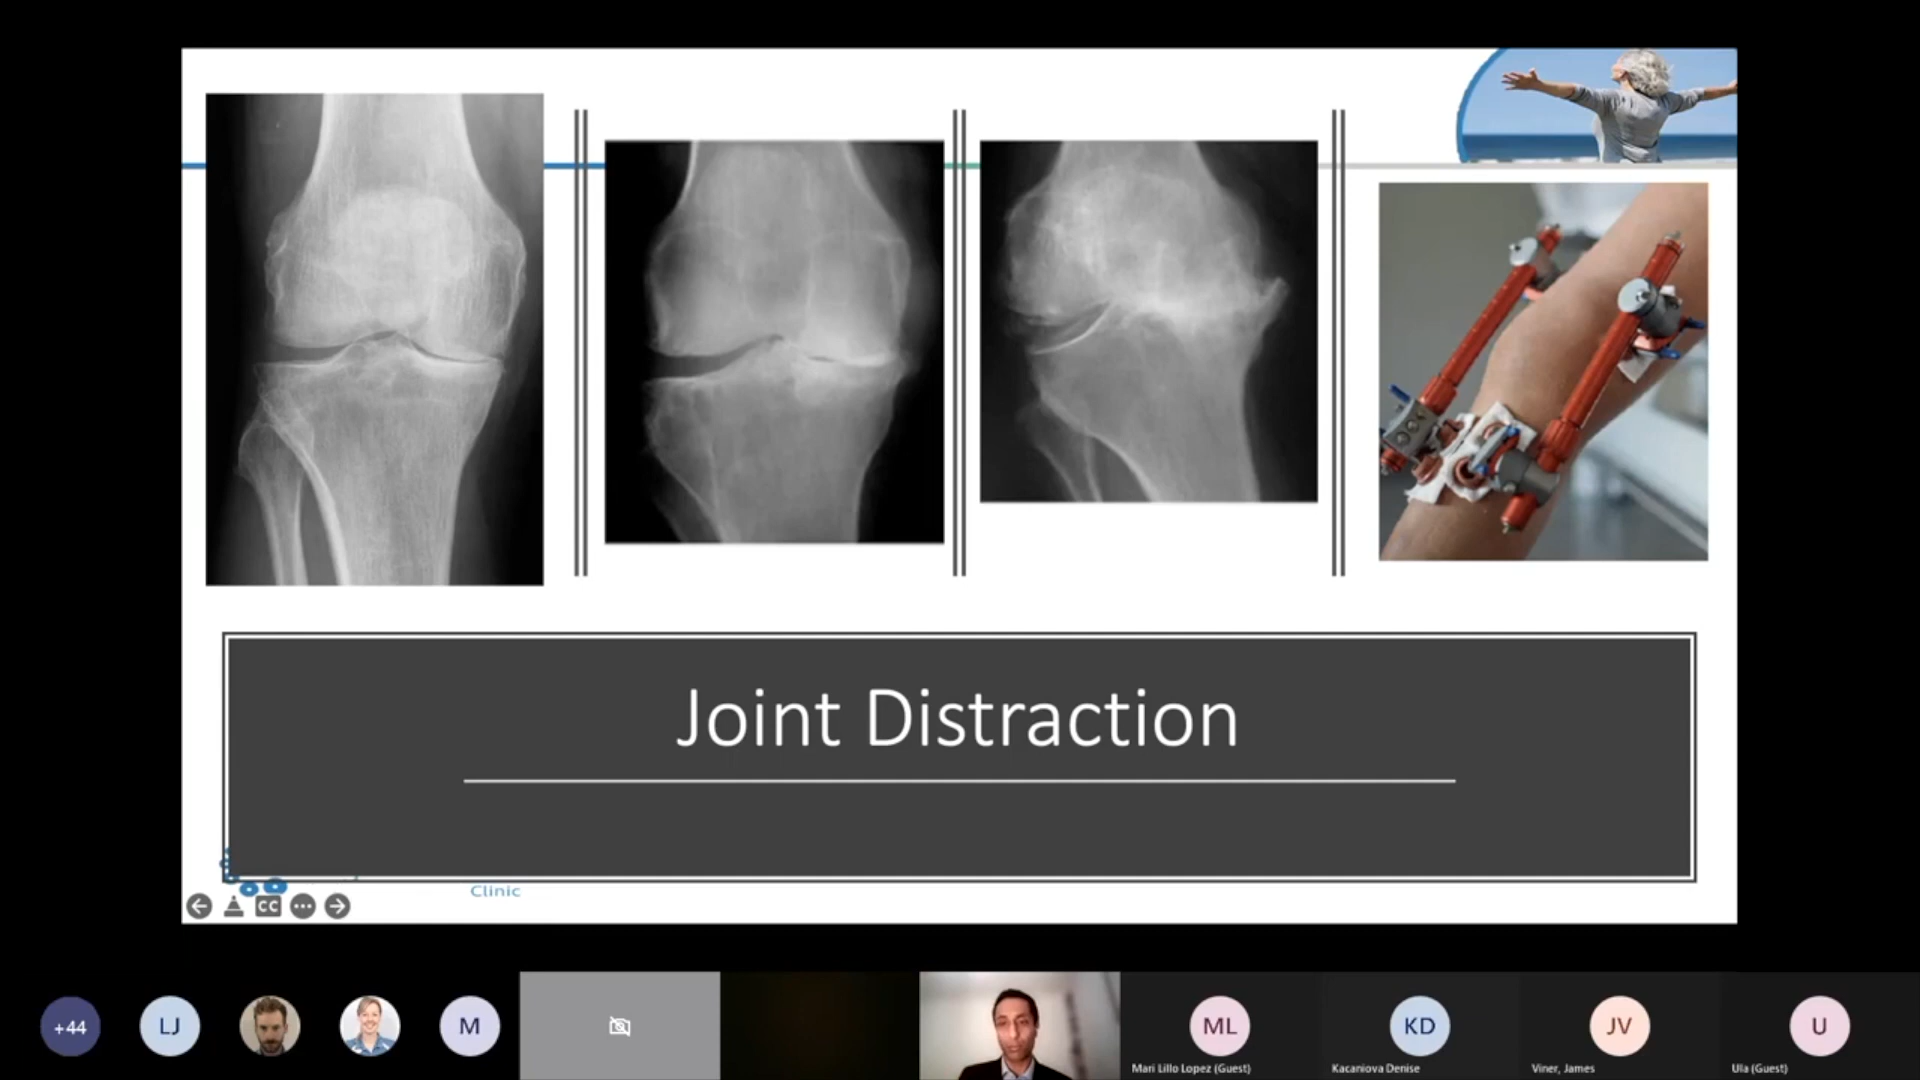 Joint Distraction
Clinic
CC
+44
LJ
M
ML
Mari Lillo Lopez (Guest)
KD
Kacaniova Denise
JV
Viner, James
U
Ula (Guest)